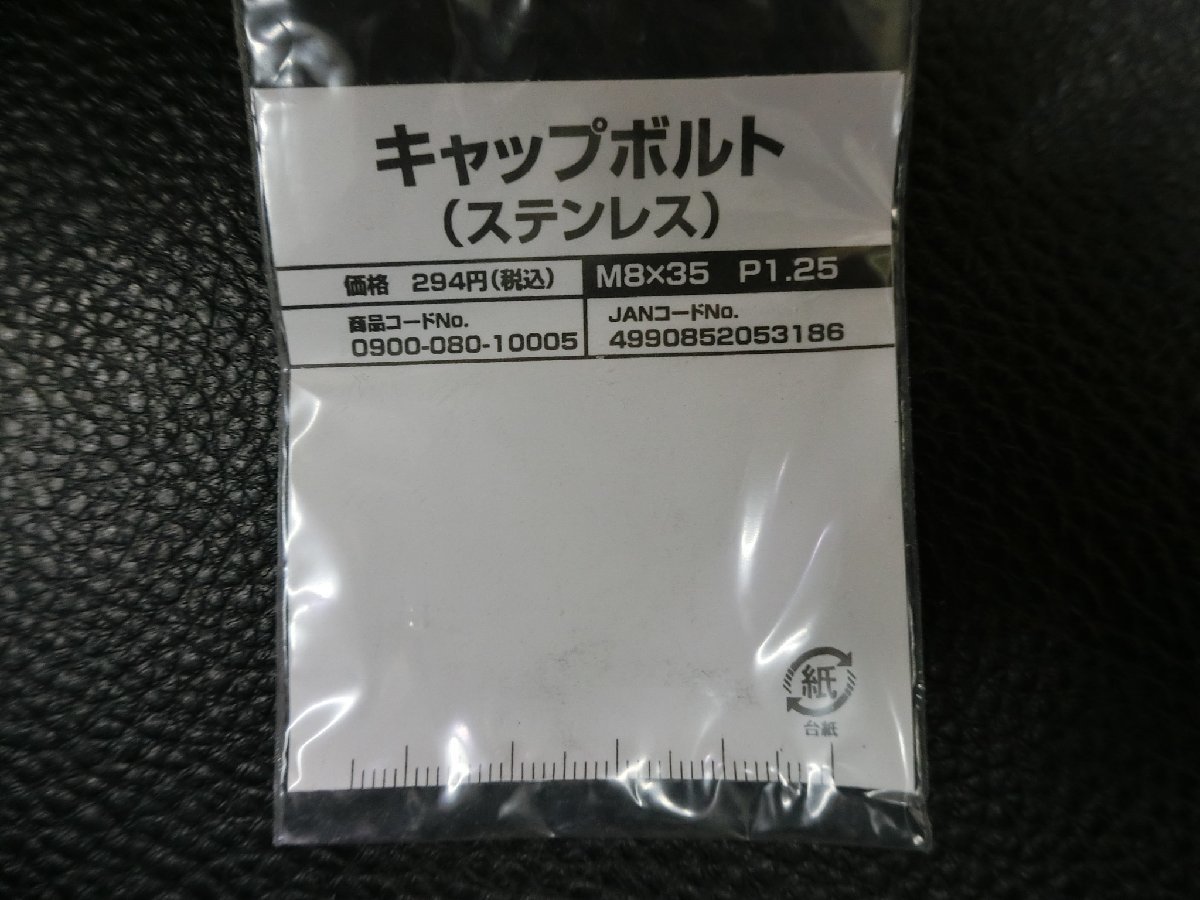 キャップボルト
(ステンレス)
価格 294円(税込)
M8×35 P1.25
商品コードNo.
0900-080-10005
JANコードNo.
4990852053186
紙
台紙